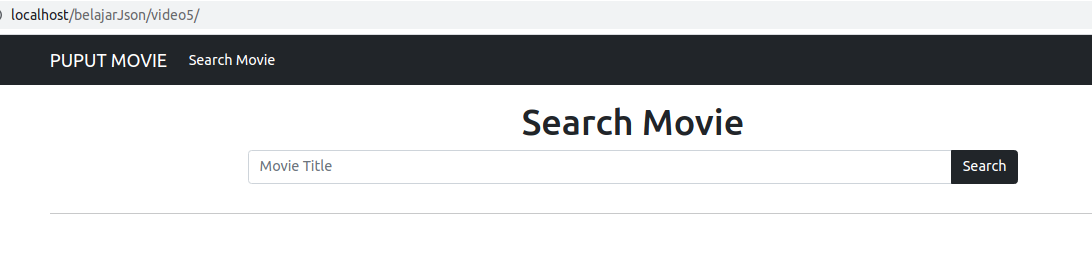 localhost/belajarJson/video5/
PUPUT MOVIE Search Movie
Search Movie
Movie Title Search